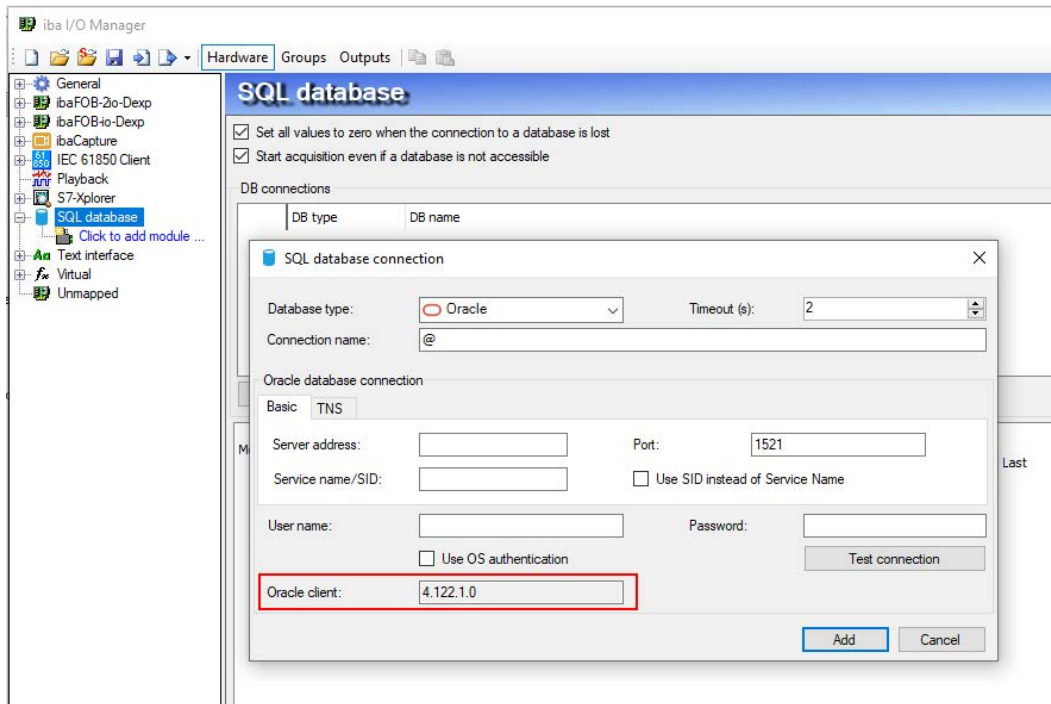 iba I/O Manager
Hardware Groups Outputs
General
ibaFOB-2io-Dexp
ibaFOB-io-Dexp
ibaCapture
IEC 61850 Client
Playback
S7-Xplorer
SQL database
Click to add module ...
Text interface
Virtual
Unmapped
SQL database
Set all values to zero when the connection to a database is lost
Start acquisition even if a database is not accessible
DB connections
DB type DB name
SQL database connection
Database type: Oracle Timeout (s): 2
Connection name: @
Oracle database connection
Basic TNS
Server address: Port: 1521
Service name/SID: Use SID instead of Service Name
User name: Password:
Use OS authentication Test connection
Oracle client: 4.122.1.0
Add Cancel
Last